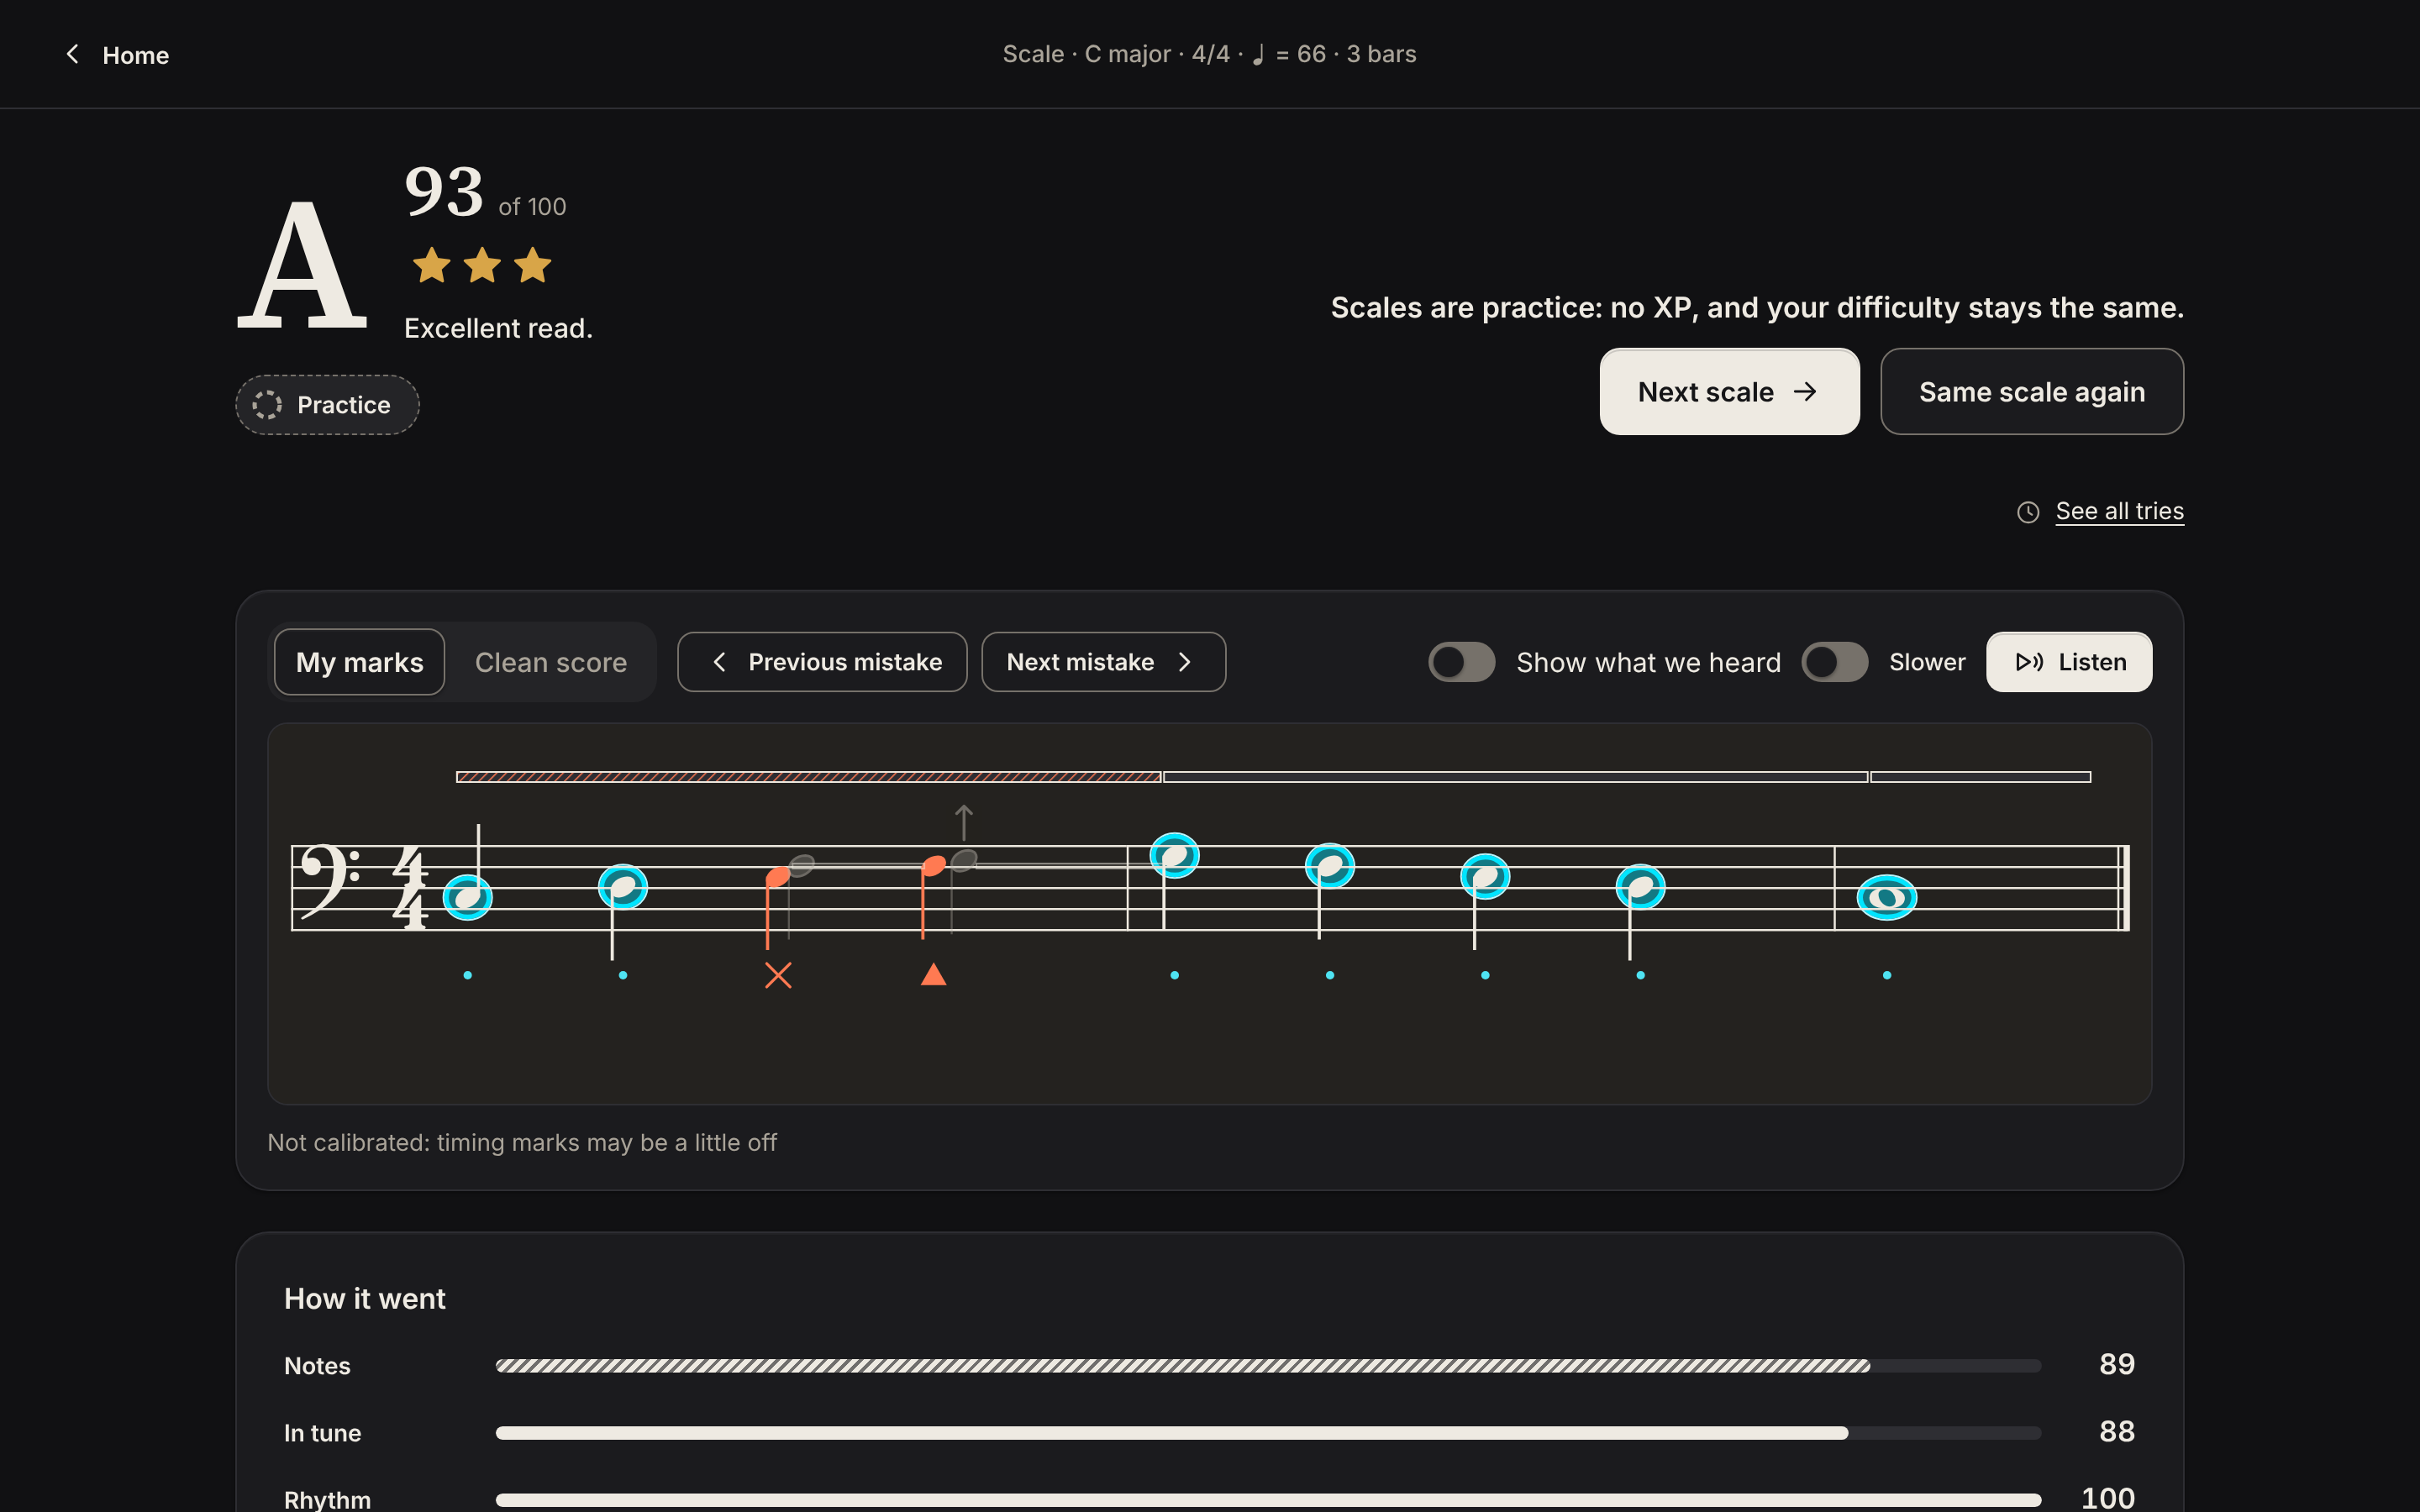 Home
Scale · C major · 4/4 · ♩ = 66 · 3 bars
A
93 of 100
Excellent read.
Practice
Scales are practice: no XP, and your difficulty stays the same.
Next scale →
Same scale again
See all tries
My marks
Clean score
Previous mistake
Next mistake
Show what we heard
Slower
Listen
4
4
Not calibrated: timing marks may be a little off
How it went
Notes 89
In tune 88
Rhythm 100